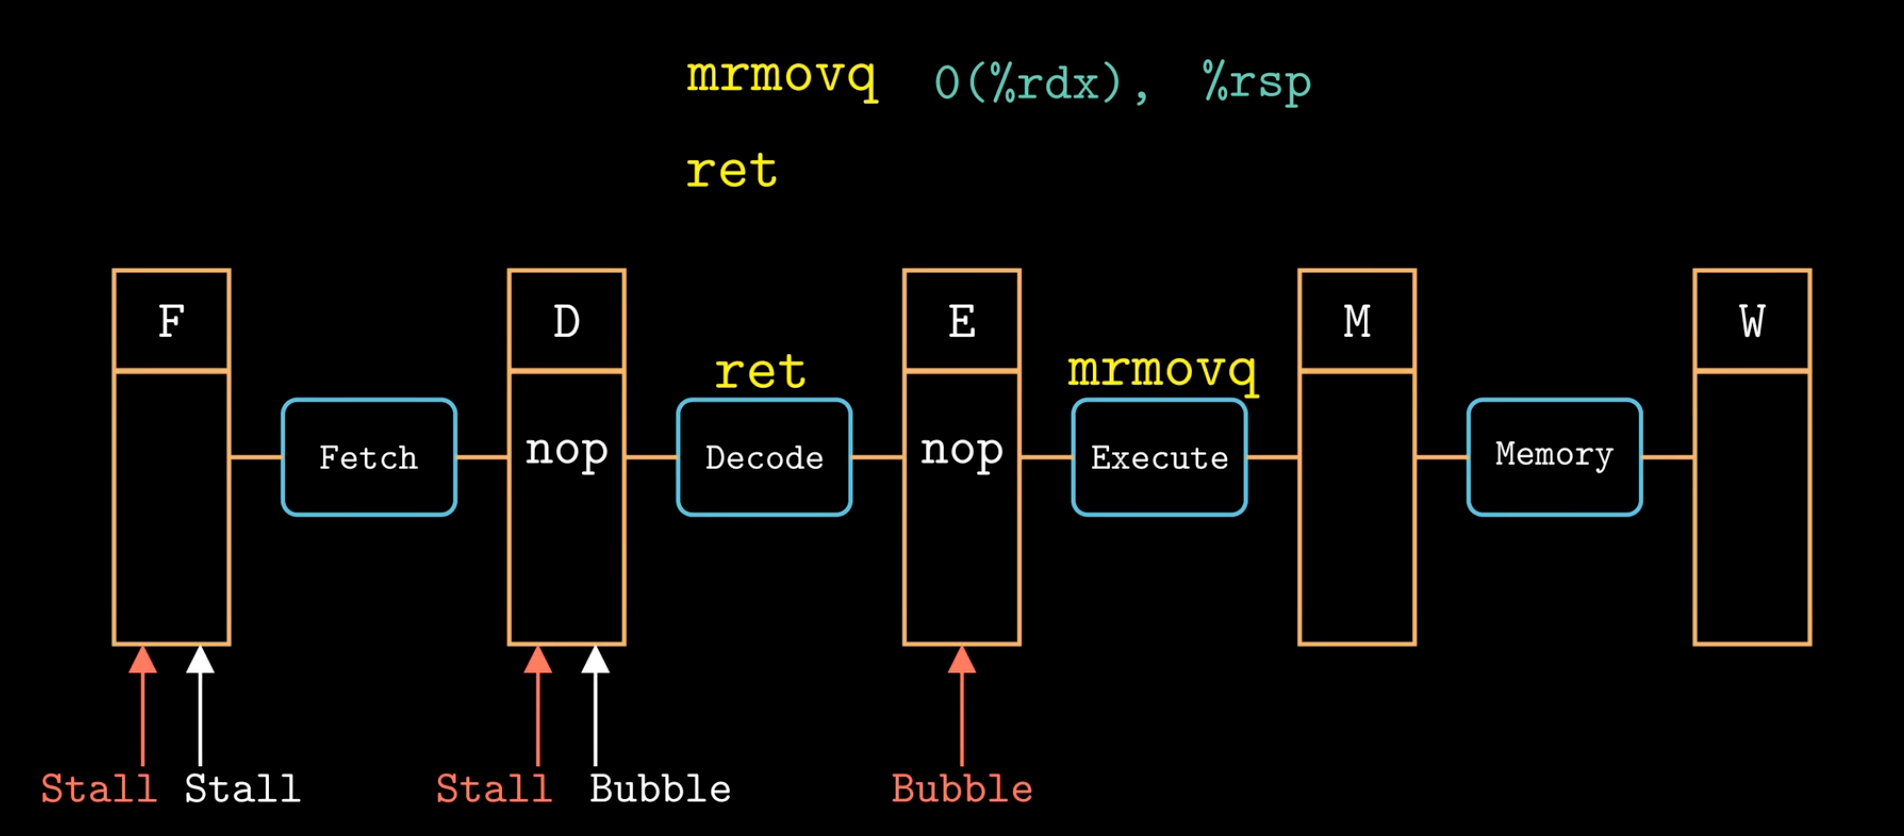 mrmovq 0(%rdx), %rsp
ret
F D E M W
ret mrmovq
Fetch nop Decode nop Execute Memory
Stall Stall Stall Bubble Bubble